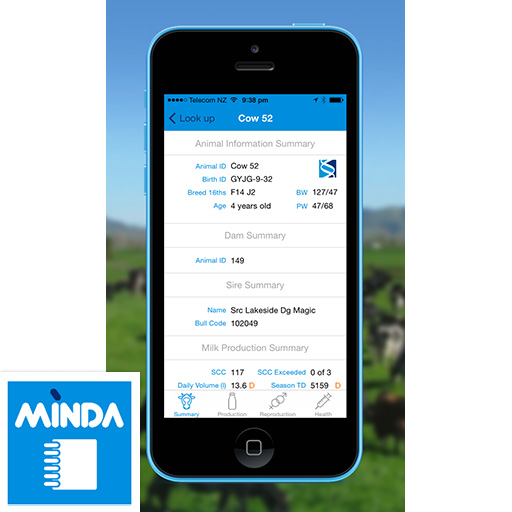 Telecom NZ 9:38 pm
Look up Cow 52
Animal Information Summary
Animal ID Cow 52
Birth ID GYJG-9-32
Breed 16ths F14 J2 BW 127/47
Age 4 years old PW 47/68
Dam Summary
Animal ID 149
Sire Summary
Name Src Lakeside Dg Magic
Bull Code 102049
Milk Production Summary
SCC 117 SCC Exceeded 0 of 3
Daily Volume (l) 13.6 D Season TD 5159 D
Summary Production Reproduction Health
MINDA